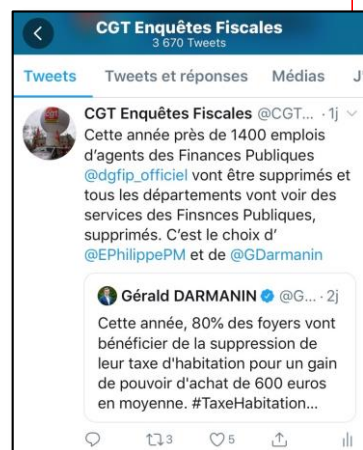 CGT Enquêtes Fiscales
3 670 Tweets
Tweets Tweets et réponses Médias J'
CGT Enquêtes Fiscales @CGT... · 1j
Cette année près de 1400 emplois
d'agents des Finances Publiques
@dgfip_officiel vont être supprimés et
tous les départements vont voir des
services des Finsnces Publiques,
supprimés. C'est le choix d'
@EPhilippePM et de @GDarmanin
Gérald DARMANIN @G... · 2j
Cette année, 80% des foyers vont
bénéficier de la suppression de
leur taxe d'habitation pour un gain
de pouvoir d'achat de 600 euros
en moyenne. #TaxeHabitation...
3 5